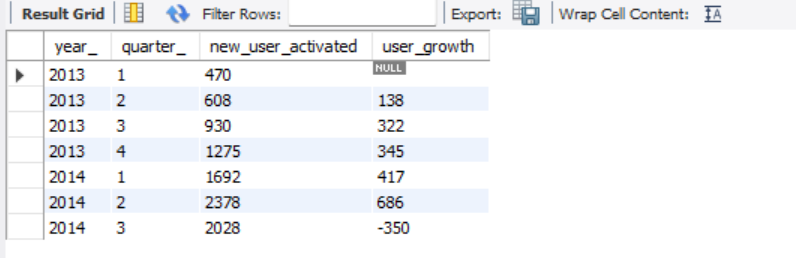 Result Grid Filter Rows: Export: Wrap Cell Content: IA
year_ quarter_ new_user_activated user_growth
2013 1 470 NULL
2013 2 608 138
2013 3 930 322
2013 4 1275 345
2014 1 1692 417
2014 2 2378 686
2014 3 2028 -350